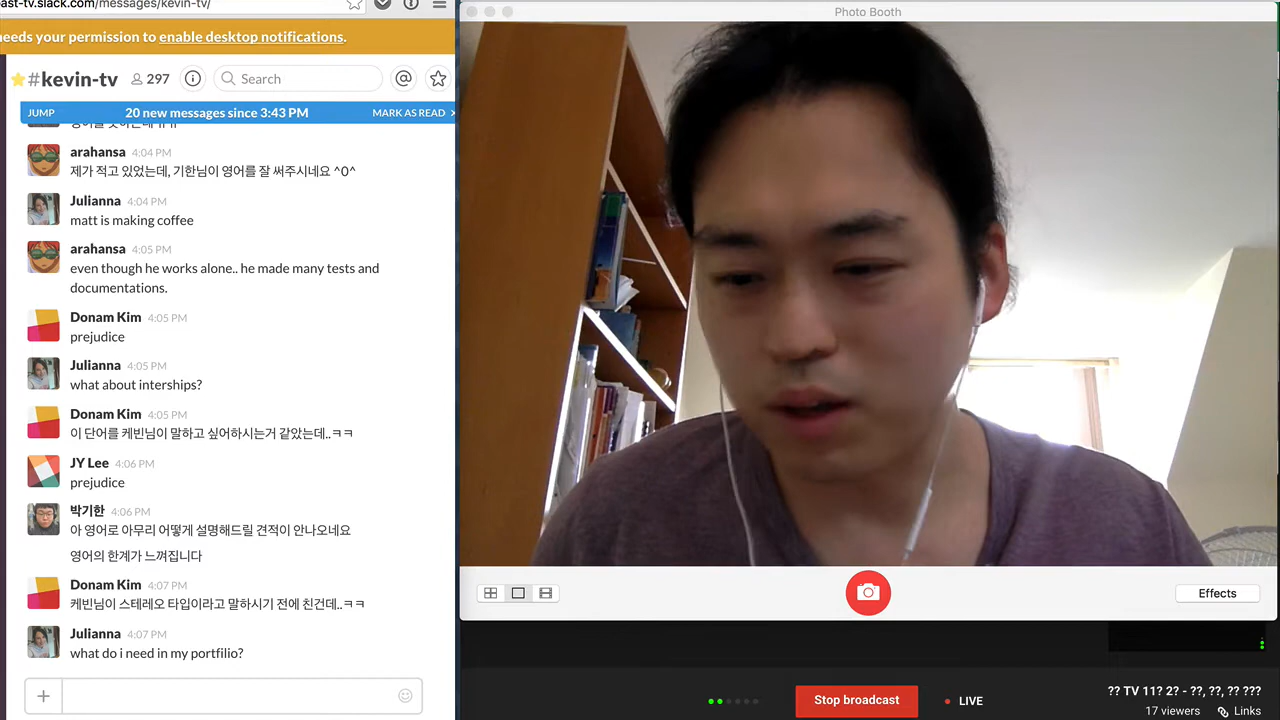 ast-tv.slack.com/messages/kevin-tv/
eeds your permission to enable desktop notifications.
#kevin-tv 297 Search
JUMP 20 new messages since 3:43 PM MARK AS READ
arahansa 4:04 PM
제가 적고 있었는데, 기한님이 영어를 잘 써주시네요 ^0^
Julianna 4:04 PM
matt is making coffee
arahansa 4:05 PM
even though he works alone.. he made many tests and
documentations.
Donam Kim 4:05 PM
prejudice
Julianna 4:05 PM
what about interships?
Donam Kim 4:05 PM
이 단어를 케빈님이 말하고 싶어하시는거 같았는데..ㅋㅋ
JY Lee 4:06 PM
prejudice
박기한 4:06 PM
아 영어로 아무리 어떻게 설명해드릴 견적이 안나오네요
영어의 한계가 느껴집니다
Donam Kim 4:07 PM
케빈님이 스테레오 타입이라고 말하시기 전에 친건데..ㅋㅋ
Julianna 4:07 PM
what do i need in my portfilio?
Photo Booth
Effects
Stop broadcast
LIVE
?? TV 11? 2? - ??, ??, ?? ???
17 viewers Links